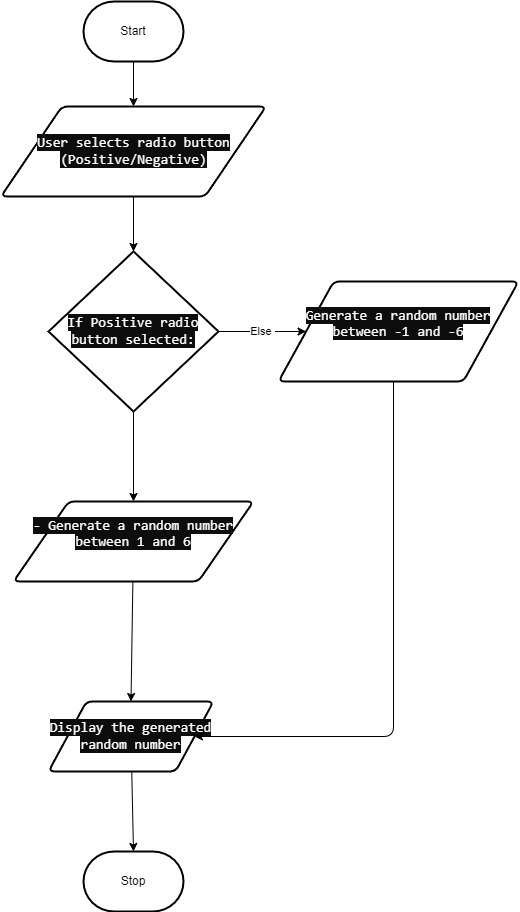 Start
User selects radio button
(Positive/Negative)
If Positive radio
button selected:
Else
Generate a random number
between -1 and -6
- Generate a random number
between 1 and 6
Display the generated
random number
Stop